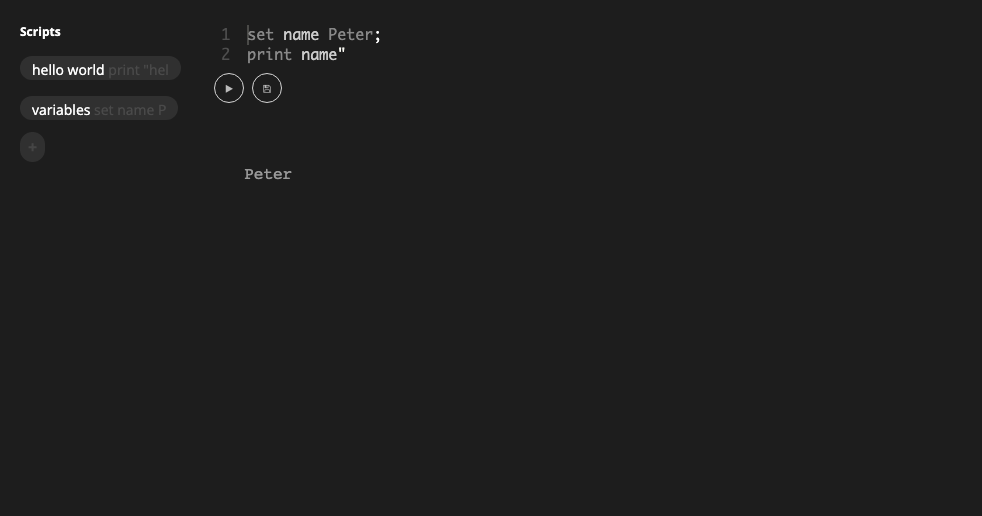 Scripts
hello world print "hel
variables set name P
+
1 set name Peter;
2 print name"
Peter